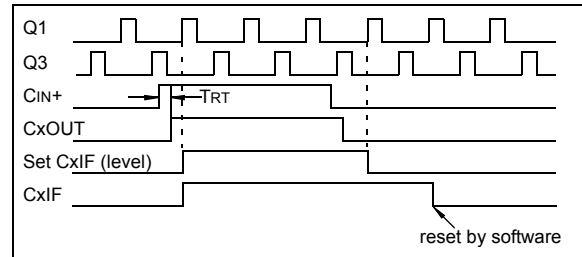 Q1
Q3
CIN+
TRT
CxOUT
Set CxIF (level)
CxIF
reset by software